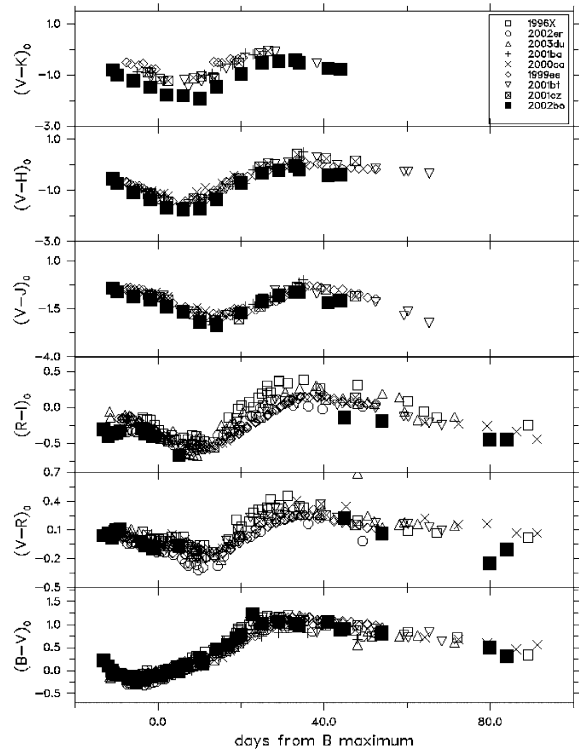 1.0
−1.0
−3.0
(V−K)₀
1996X
2002er
2003du
2001ba
2000ca
1999ee
2001bt
2001cz
2002bo
1.0
−1.0
−3.0
(V−H)₀
1.0
−1.5
−4.0
(V−J)₀
0.5
0.0
−0.5
(R−I)₀
0.7
0.4
0.1
−0.2
−0.5
(V−R)₀
1.5
1.0
0.5
0.0
−0.5
(B−V)₀
0.0 40.0 80.0
days from B maximum